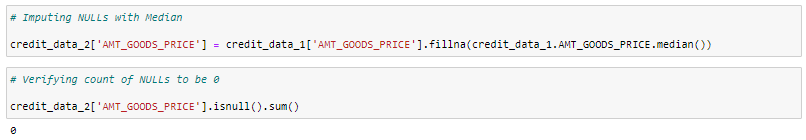 # Imputing NULLs with Median
credit_data_2['AMT_GOODS_PRICE'] = credit_data_1['AMT_GOODS_PRICE'].fillna(credit_data_1.AMT_GOODS_PRICE.median())
# Verifying count of NULLs to be 0
credit_data_2['AMT_GOODS_PRICE'].isnull().sum()
0